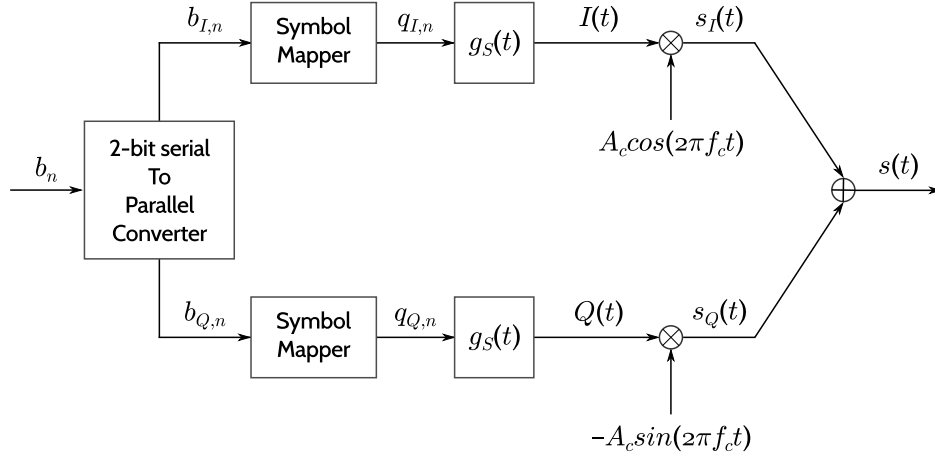 b_{I,n}
Symbol
Mapper
q_{I,n}
g_S(t)
I(t)
s_I(t)
A_c cos(2πf_c t)
b_n
2-bit serial
To
Parallel
Converter
s(t)
b_{Q,n}
Symbol
Mapper
q_{Q,n}
g_S(t)
Q(t)
s_Q(t)
-A_c sin(2πf_c t)